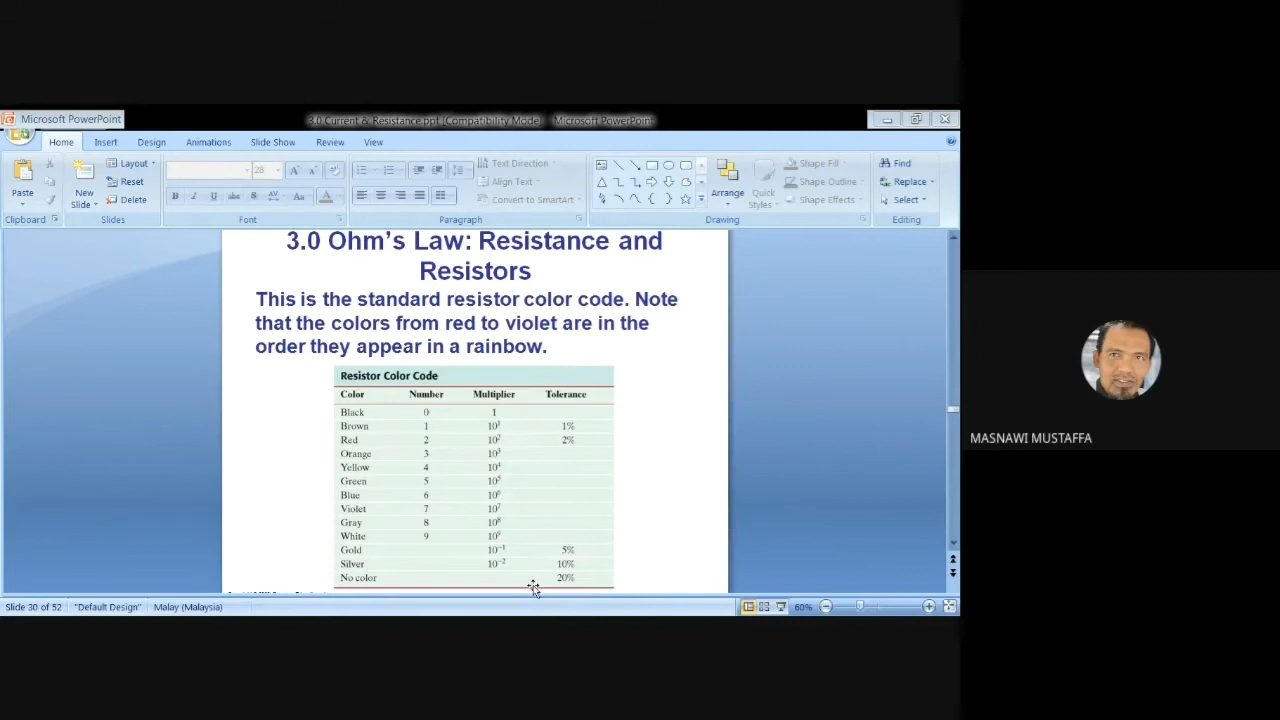 Microsoft PowerPoint
3.0 Current & Resistance.ppt [Compatibility Mode] - Microsoft PowerPoint
Home Insert Design Animations Slide Show Review View
Paste
Clipboard
New Slide
Layout
Reset
Delete
Slides
28
Font
Text Direction
Align Text
Convert to SmartArt
Paragraph
Arrange
Quick Styles
Shape Fill
Shape Outline
Shape Effects
Drawing
Find
Replace
Select
Editing
3.0 Ohm’s Law: Resistance and
Resistors
This is the standard resistor color code. Note
that the colors from red to violet are in the
order they appear in a rainbow.
Resistor Color Code
Color Number Multiplier Tolerance
Black 0 1
Brown 1 10¹ 1%
Red 2 10² 2%
Orange 3 10³
Yellow 4 10⁴
Green 5 10⁵
Blue 6 10⁶
Violet 7 10⁷
Gray 8 10⁸
White 9 10⁹
Gold 10⁻¹ 5%
Silver 10⁻² 10%
No color 20%
Slide 30 of 52 "Default Design" Malay (Malaysia) 60%
MASNAWI MUSTAFFA